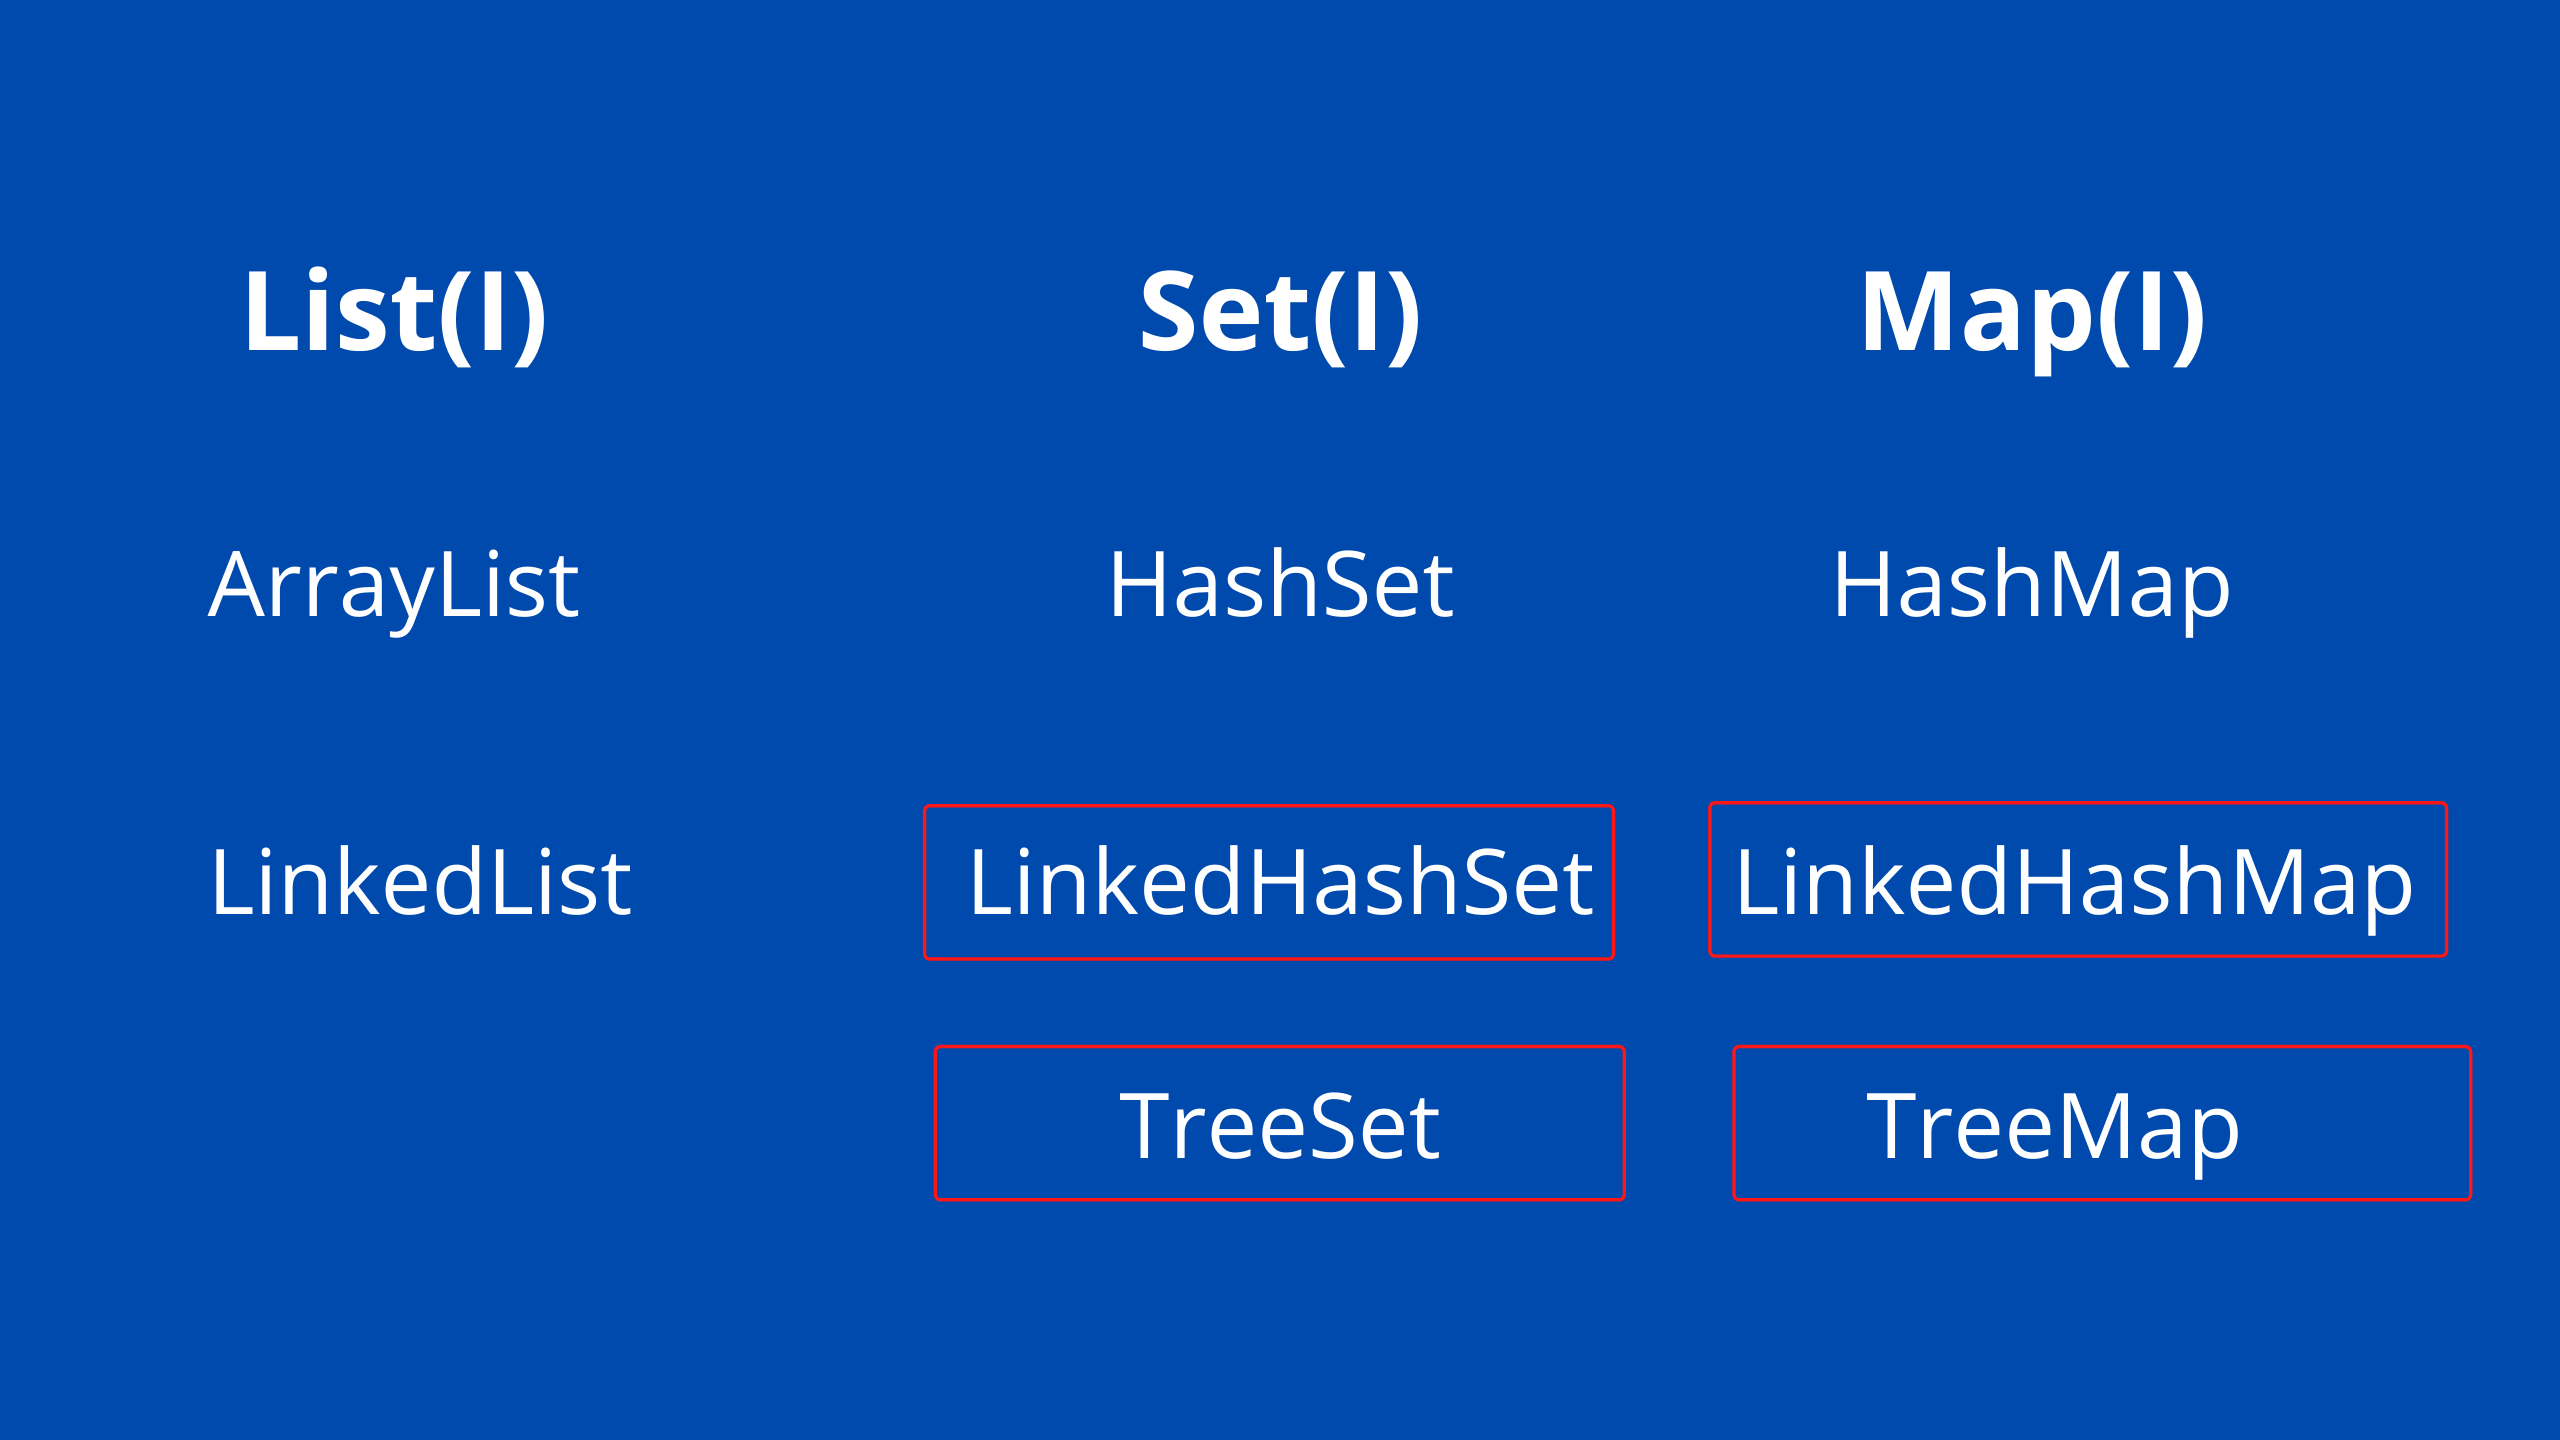 List(I) Set(I) Map(I)
ArrayList HashSet HashMap
LinkedList LinkedHashSet LinkedHashMap
TreeSet TreeMap